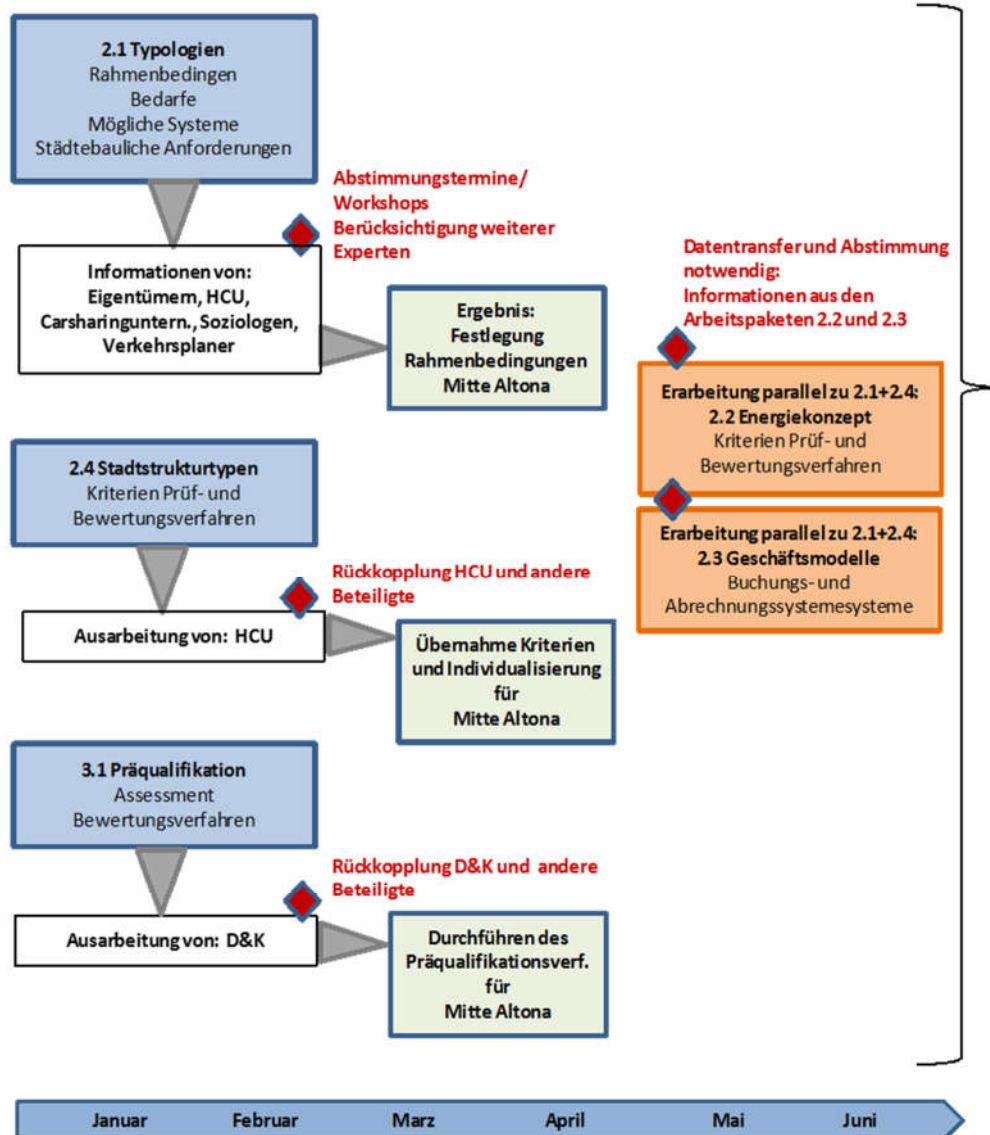 2.1 Typologien
Rahmenbedingen
Bedarfe
Mögliche Systeme
Städtebauliche Anforderungen
Abstimmungstermine/
Workshops
Berücksichtigung weiterer
Experten
Informationen von:
Eigentümern, HCU,
Carsharinguntern., Soziologen,
Verkehrsplaner
Ergebnis:
Festlegung
Rahmenbedingungen
Mitte Altona
Datentransfer und Abstimmung
notwendig:
Informationen aus den
Arbeitspaketen 2.2 und 2.3
Erarbeitung parallel zu 2.1+2.4:
2.2 Energiekonzept
Kriterien Prüf- und
Bewertungsverfahren
Erarbeitung parallel zu 2.1+2.4:
2.3 Geschäftsmodelle
Buchungs- und
Abrechnungssystemesysteme
2.4 Stadtstrukturtypen
Kriterien Prüf- und
Bewertungsverfahren
Rückkopplung HCU und andere
Beteiligte
Ausarbeitung von: HCU
Übernahme Kriterien
und Individualisierung
für
Mitte Altona
3.1 Präqualifikation
Assessment
Bewertungsverfahren
Rückkopplung D&K und andere
Beteiligte
Ausarbeitung von: D&K
Durchführen des
Präqualifikationsverf.
für
Mitte Altona
Januar Februar Marz April Mai Juni